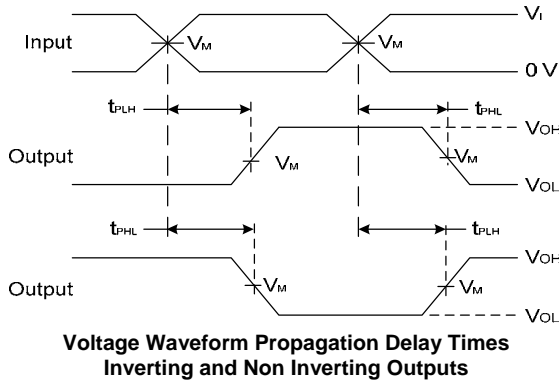 VI
Input
VM
VM
0 V
tPLH
tPHL
VOH
Output
VM
VM
VOL
tPHL
tPLH
VOH
Output
VM
VM
VOL
Voltage Waveform Propagation Delay Times
Inverting and Non Inverting Outputs